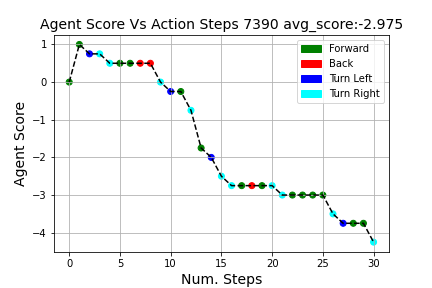 Agent Score Vs Action Steps 7390 avg_score:-2.975
Agent Score
1
0
−1
−2
−3
−4
Forward
Back
Turn Left
Turn Right
0 5 10 15 20 25 30
Num. Steps